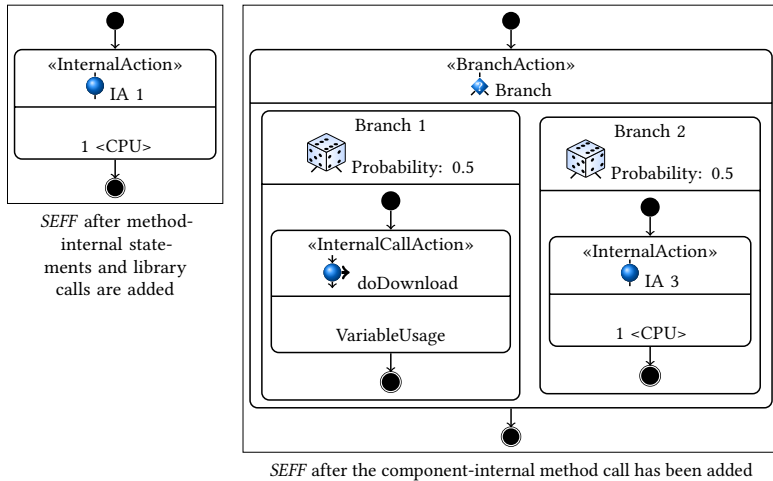 «InternalAction»
IA 1
1 <CPU>
SEFF after method-
internal state-
ments and library
calls are added
«BranchAction»
?
Branch
Branch 1
Probability: 0.5
«InternalCallAction»
doDownload
VariableUsage
Branch 2
Probability: 0.5
«InternalAction»
IA 3
1 <CPU>
SEFF after the component-internal method call has been added